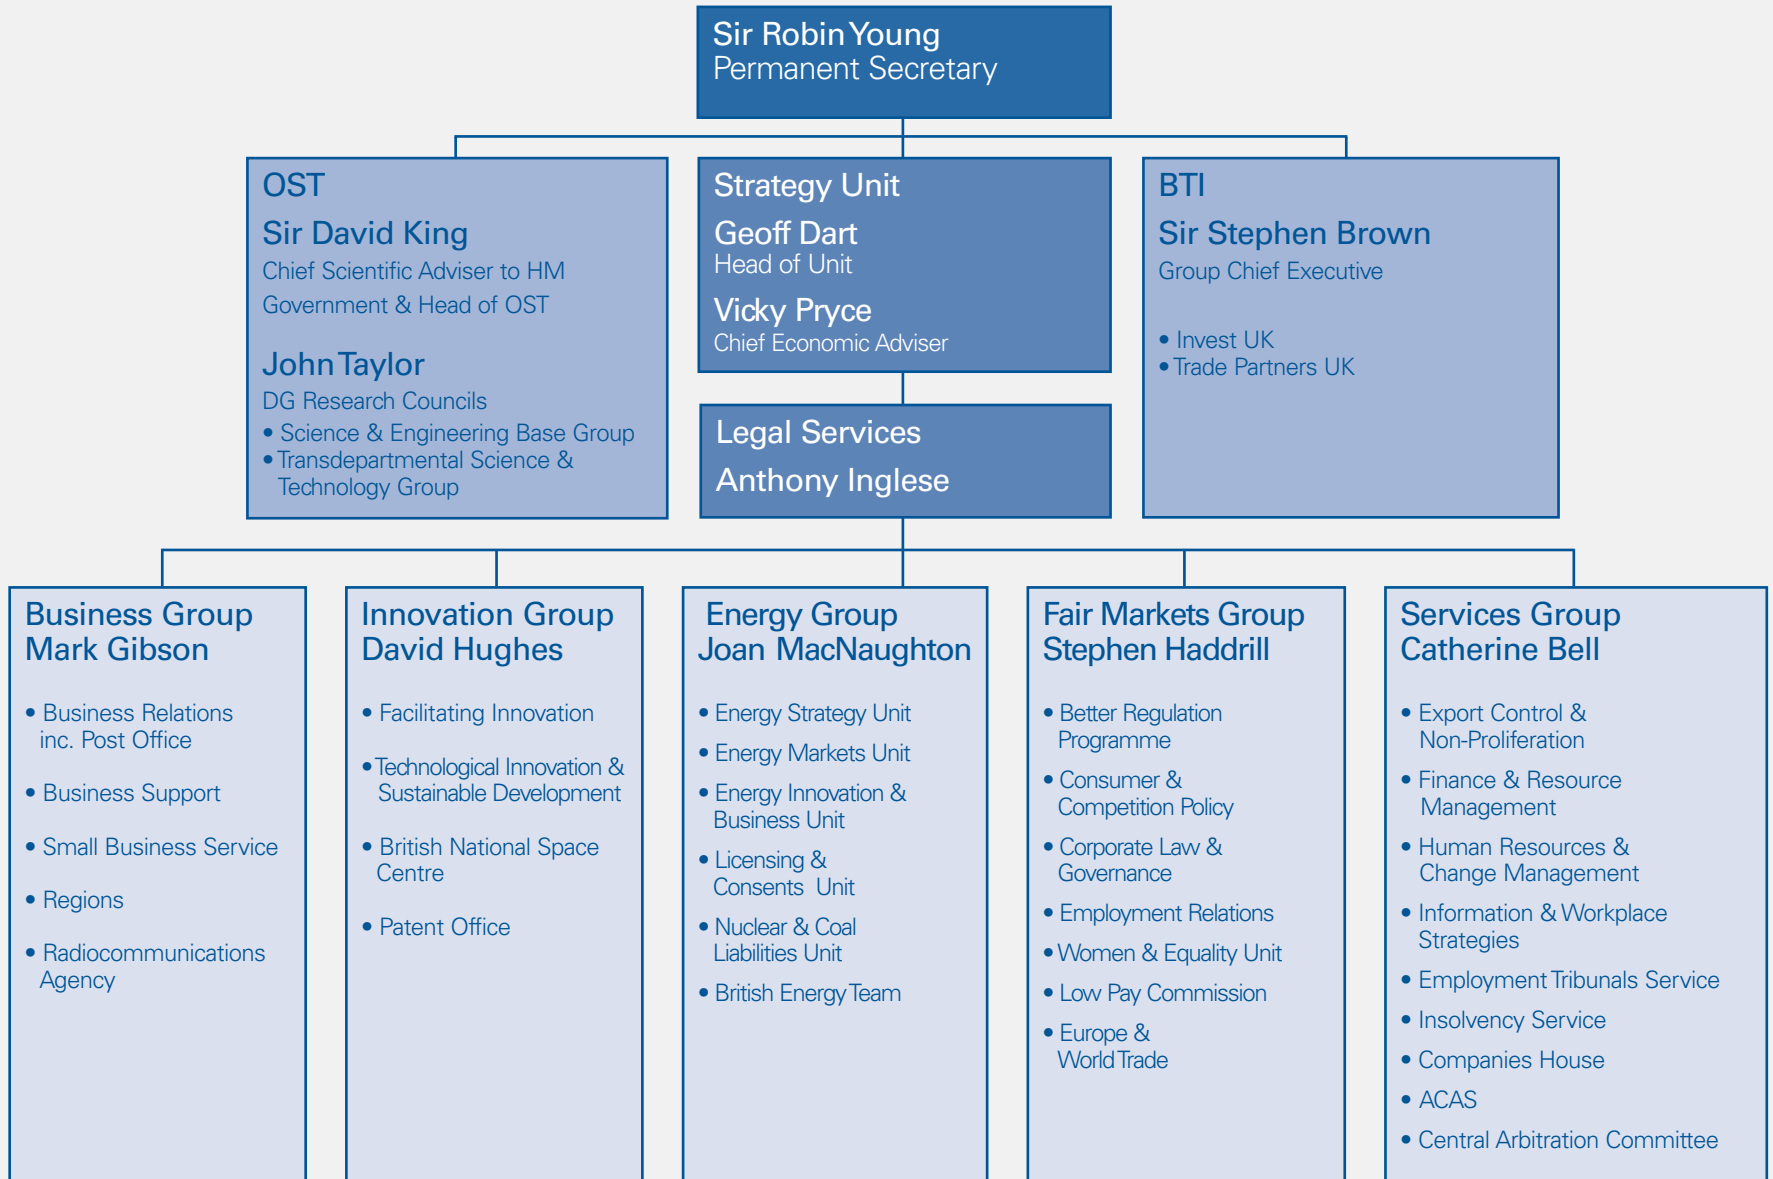 Sir Robin Young
Permanent Secretary
OST
Sir David King
Chief Scientific Adviser to HM
Government & Head of OST
John Taylor
DG Research Councils
• Science & Engineering Base Group
• Transdepartmental Science &
Technology Group
Strategy Unit
Geoff Dart
Head of Unit
Vicky Pryce
Chief Economic Adviser
Legal Services
Anthony Inglese
BTI
Sir Stephen Brown
Group Chief Executive
• Invest UK
• Trade Partners UK
Business Group
Mark Gibson
• Business Relations
inc. Post Office
• Business Support
• Small Business Service
• Regions
• Radiocommunications
Agency
Innovation Group
David Hughes
• Facilitating Innovation
• Technological Innovation &
Sustainable Development
• British National Space
Centre
• Patent Office
Energy Group
Joan MacNaughton
• Energy Strategy Unit
• Energy Markets Unit
• Energy Innovation &
Business Unit
• Licensing &
Consents Unit
• Nuclear & Coal
Liabilities Unit
• British Energy Team
Fair Markets Group
Stephen Haddrill
• Better Regulation
Programme
• Consumer &
Competition Policy
• Corporate Law &
Governance
• Employment Relations
• Women & Equality Unit
• Low Pay Commission
• Europe &
World Trade
Services Group
Catherine Bell
• Export Control &
Non-Proliferation
• Finance & Resource
Management
• Human Resources &
Change Management
• Information & Workplace
Strategies
• Employment Tribunals Service
• Insolvency Service
• Companies House
• ACAS
• Central Arbitration Committee